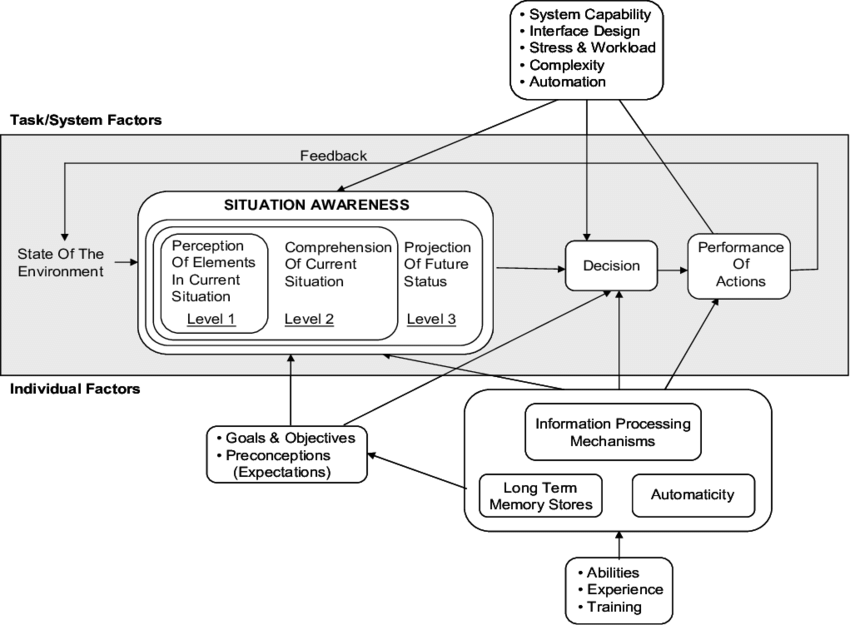 • System Capability
• Interface Design
• Stress & Workload
• Complexity
• Automation
Task/System Factors
Feedback
SITUATION AWARENESS
State Of The
Environment
Perception
Of Elements
In Current
Situation
Level 1
Comprehension
Of Current
Situation
Level 2
Projection
Of Future
Status
Level 3
Decision
Performance
Of
Actions
Individual Factors
• Goals & Objectives
• Preconceptions
(Expectations)
Information Processing
Mechanisms
Long Term
Memory Stores
Automaticity
• Abilities
• Experience
• Training